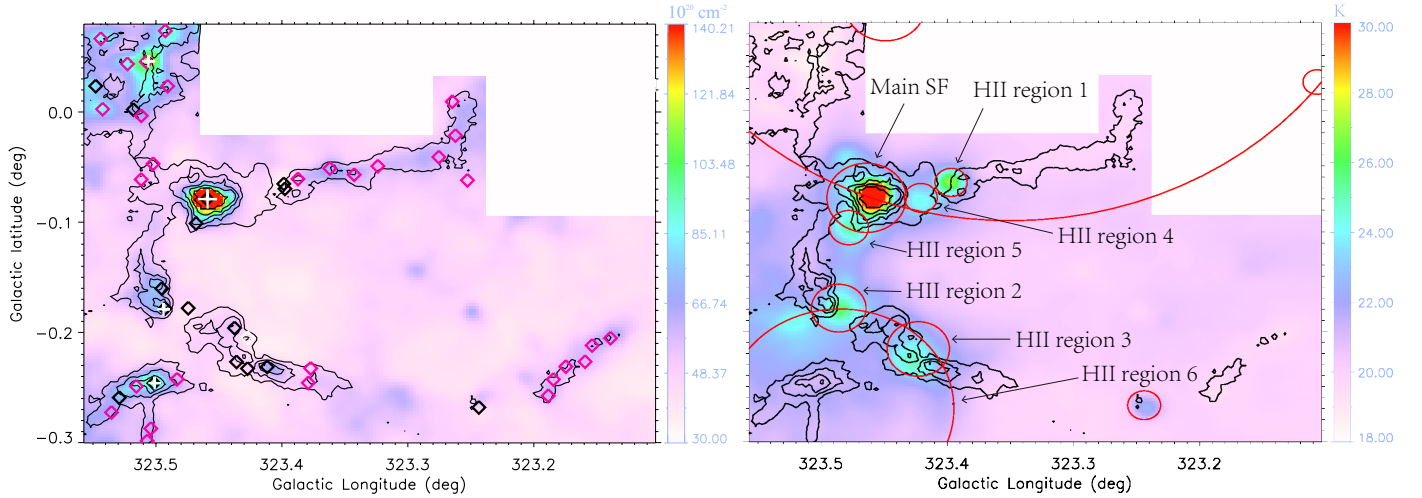 10²⁰ cm⁻²
140.21
121.84
103.48
85.11
66.74
48.37
30.00
0.0
−0.1
−0.2
−0.3
Galactic latitude (deg)
323.5 323.4 323.3 323.2
Galactic Longitude (deg)
K
30.00
28.00
26.00
24.00
22.00
20.00
18.00
Main SF
HII region 1
HII region 4
HII region 5
HII region 2
HII region 3
HII region 6
323.5 323.4 323.3 323.2
Galactic Longitude (deg)